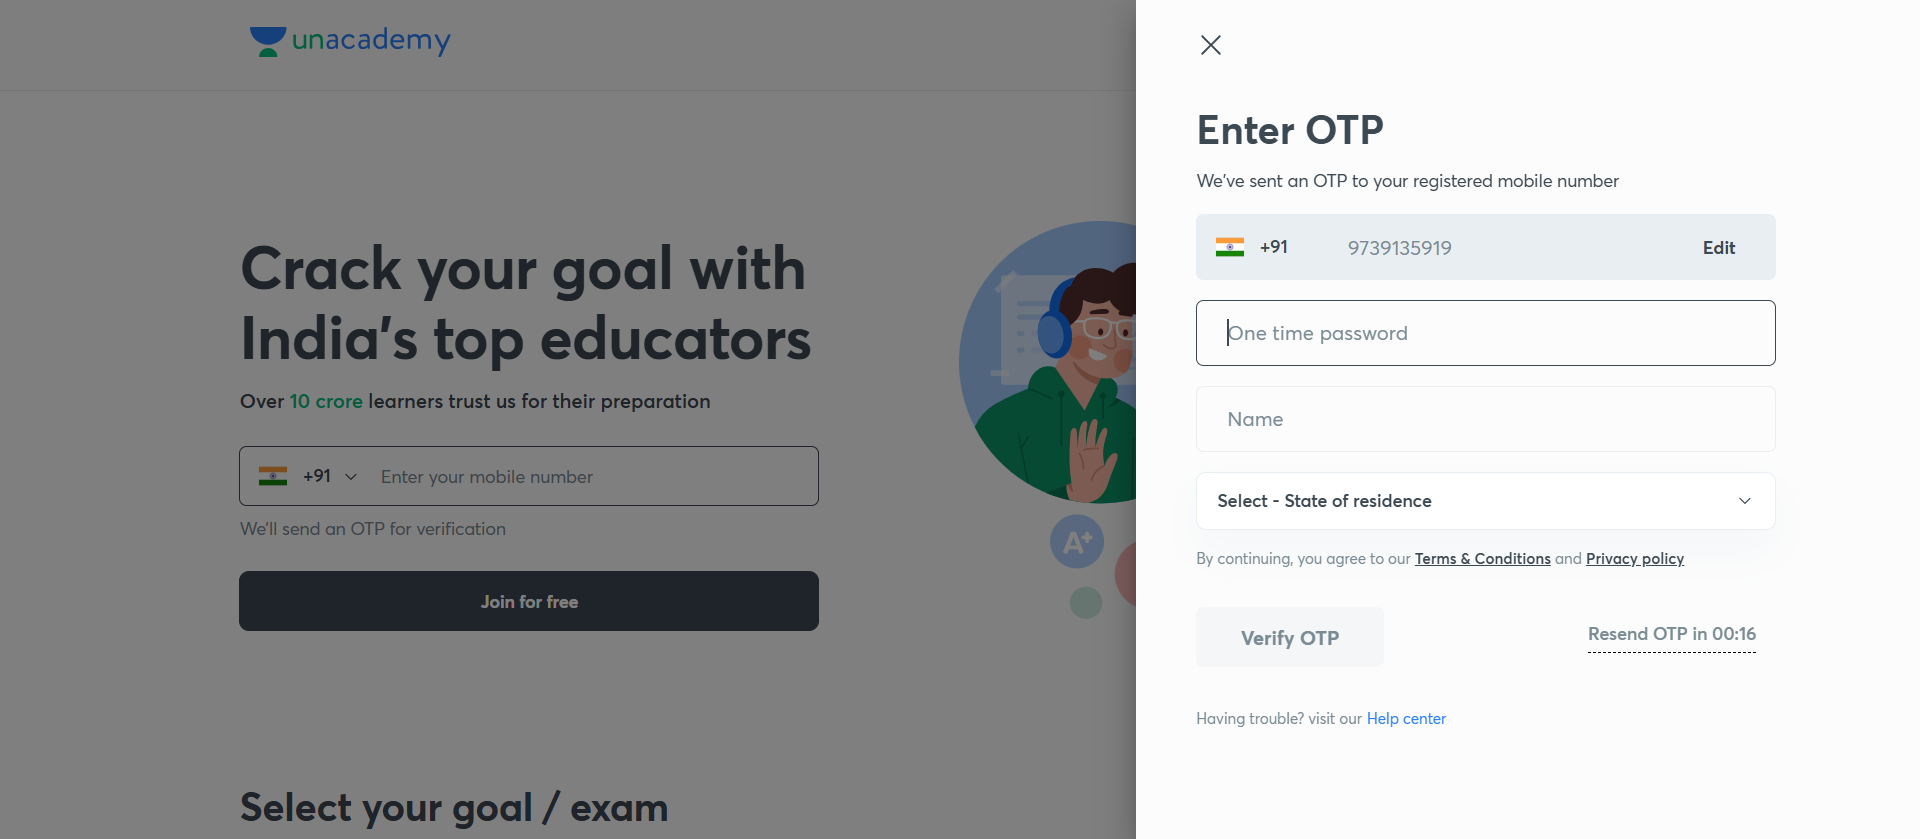 unacademy
Crack your goal with
India's top educators
Over 10 crore learners trust us for their preparation
+91 Enter your mobile number
We'll send an OTP for verification
Join for free
A+
Select your goal / exam
Enter OTP
We've sent an OTP to your registered mobile number
+91 9739135919 Edit
One time password
Name
Select - State of residence
By continuing, you agree to our Terms & Conditions and Privacy policy
Verify OTP
Resend OTP in 00:16
Having trouble? visit our Help center